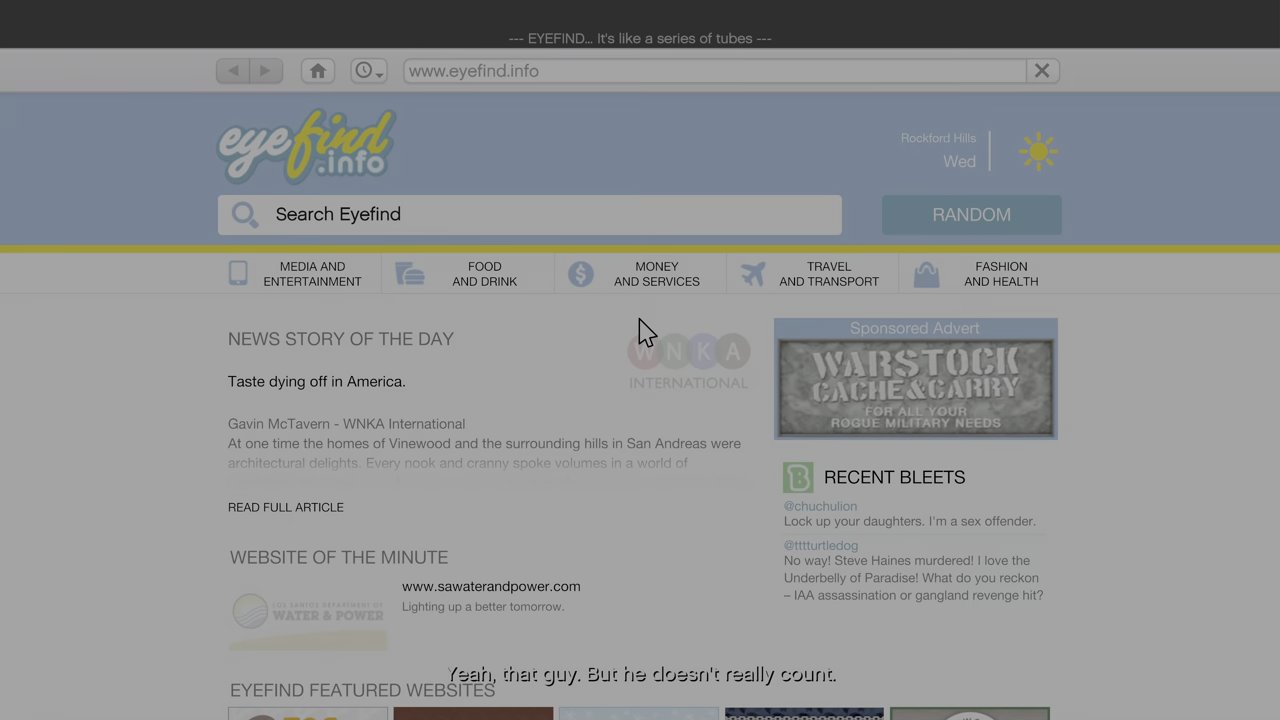 --- EYEFIND... It's like a series of tubes ---
www.eyefind.info
eyefind
.info
Rockford Hills
Wed
Search Eyefind
RANDOM
MEDIA AND
ENTERTAINMENT
FOOD
AND DRINK
MONEY
AND SERVICES
TRAVEL
AND TRANSPORT
FASHION
AND HEALTH
NEWS STORY OF THE DAY
WNKA
INTERNATIONAL
Taste dying off in America.
Gavin McTavern - WNKA International
At one time the homes of Vinewood and the surrounding hills in San Andreas were
architectural delights. Every nook and cranny spoke volumes in a world of
READ FULL ARTICLE
Sponsored Advert
WARSTOCK
CACHE&CARRY
FOR ALL YOUR
ROGUE MILITARY NEEDS
B
RECENT BLEETS
@chuchulion
Lock up your daughters. I'm a sex offender.
@tttturtledog
No way! Steve Haines murdered! I love the
Underbelly of Paradise! What do you reckon
– IAA assassination or gangland revenge hit?
WEBSITE OF THE MINUTE
LOS SANTOS DEPARTMENT OF
WATER & POWER
www.sawaterandpower.com
Lighting up a better tomorrow.
Yeah, that guy. But he doesn't really count.
EYEFIND FEATURED WEBSITES